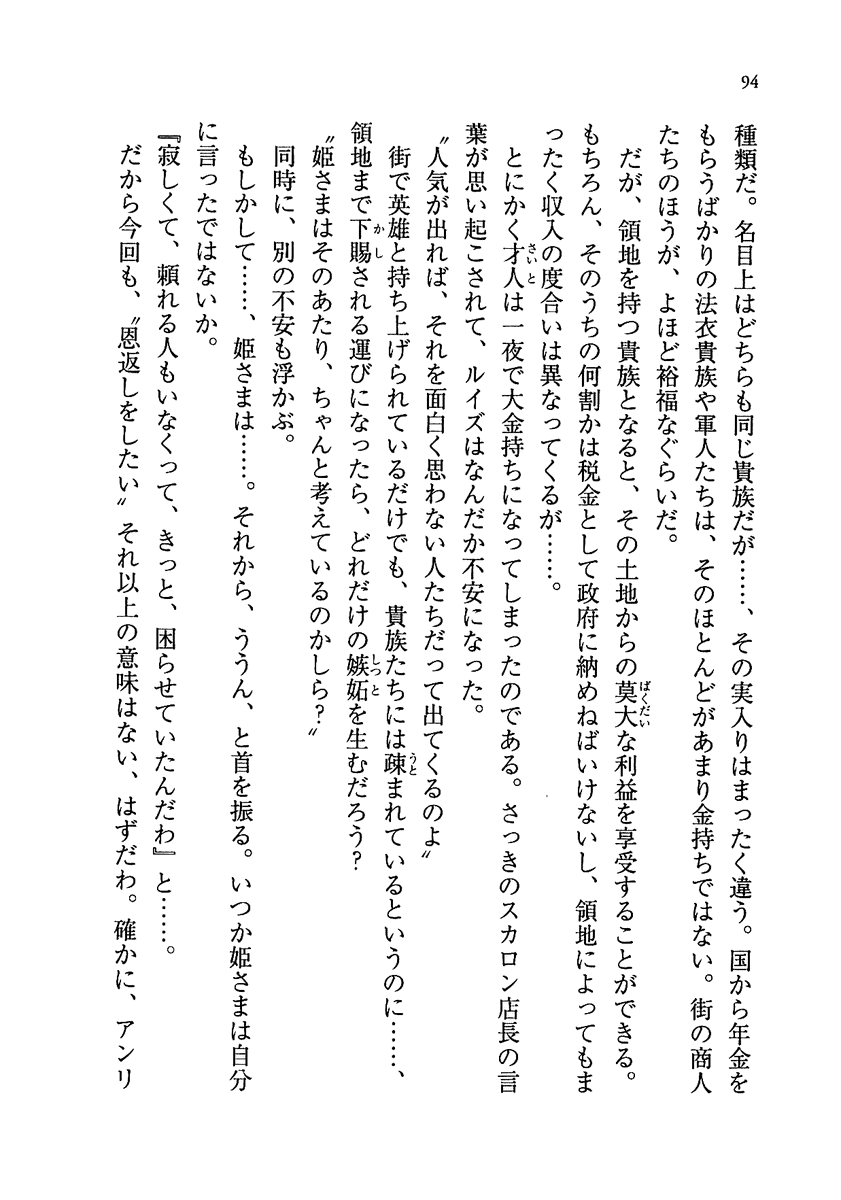 94
種類だ。名目上はどちらも同じ貴族だが……、その実入りはまったく違う。国から年金を
もらうばかりの法衣貴族や軍人たちは、そのほとんどがあまり金持ちではない。街の商人
たちのほうが、よほど裕福なぐらいだ。
だが、領地を持つ貴族となると、その土地からの莫大な利益を享受することができる。
もちろん、そのうちの何割かは税金として政府に納めねばいけないし、領地によってもま
ったく収入の度合いは異なってくるが……。
とにかく才人は一夜で大金持ちになってしまったのである。さっきのスカロン店長の言
葉が思い起こされて、ルイズはなんだか不安になった。
〝人気が出れば、それを面白く思わない人たちだって出てくるのよ〟
街で英雄と持ち上げられているだけでも、貴族たちには疎まれているというのに……、
領地まで下賜される運びになったら、どれだけの嫉妬を生むだろう?
〝姫さまはそのあたり、ちゃんと考えているのかしら?〟
同時に、別の不安も浮かぶ。
もしかして……、姫さまは……。それから、ううん、と首を振る。いつか姫さまは自分
に言ったではないか。
『寂しくて、頼れる人もいなくって、きっと、困らせていたんだわ』と……。
だから今回も、〝恩返しをしたい〟それ以上の意味はない、はずだわ。確かに、アンリ